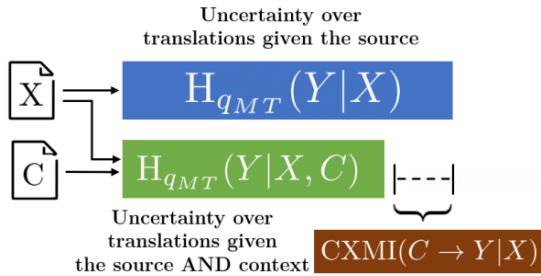 Uncertainty over
translations given the source
X
H_{q_{MT}}(Y|X)
C
H_{q_{MT}}(Y|X, C)
Uncertainty over
translations given
the source AND context
CXMI(C → Y|X)